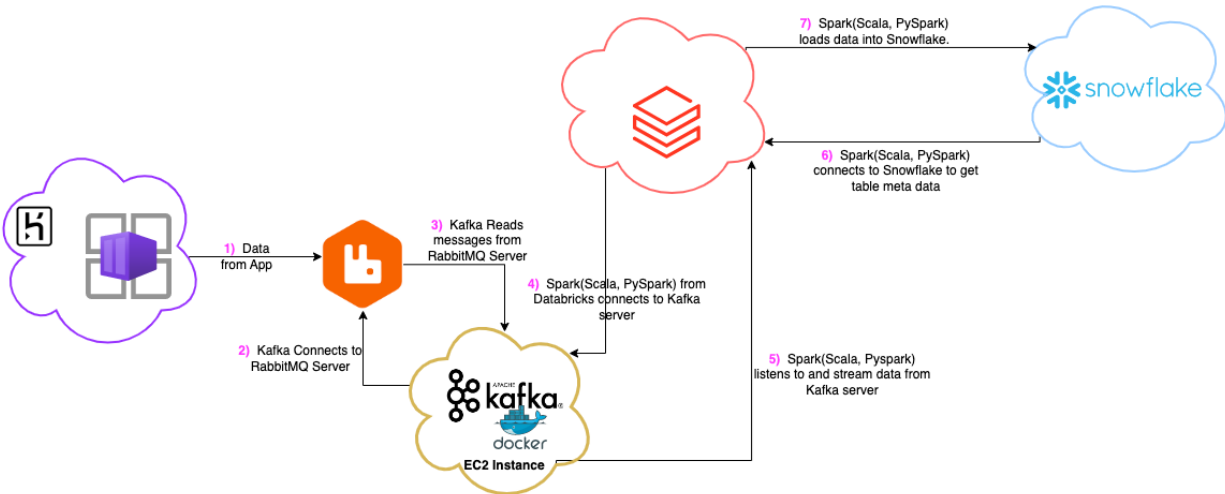 7) Spark(Scala, PySpark)
loads data into Snowflake.
snowflake
6) Spark(Scala, PySpark)
connects to Snowflake to get
table meta data
1) Data
from App
3) Kafka Reads
messages from
RabbitMQ Server
4) Spark(Scala, PySpark) from
Databricks connects to Kafka
server
2) Kafka Connects to
RabbitMQ Server
5) Spark(Scala, Pyspark)
listens to and stream data from
Kafka server
APACHE
kafka®
docker
EC2 Instance